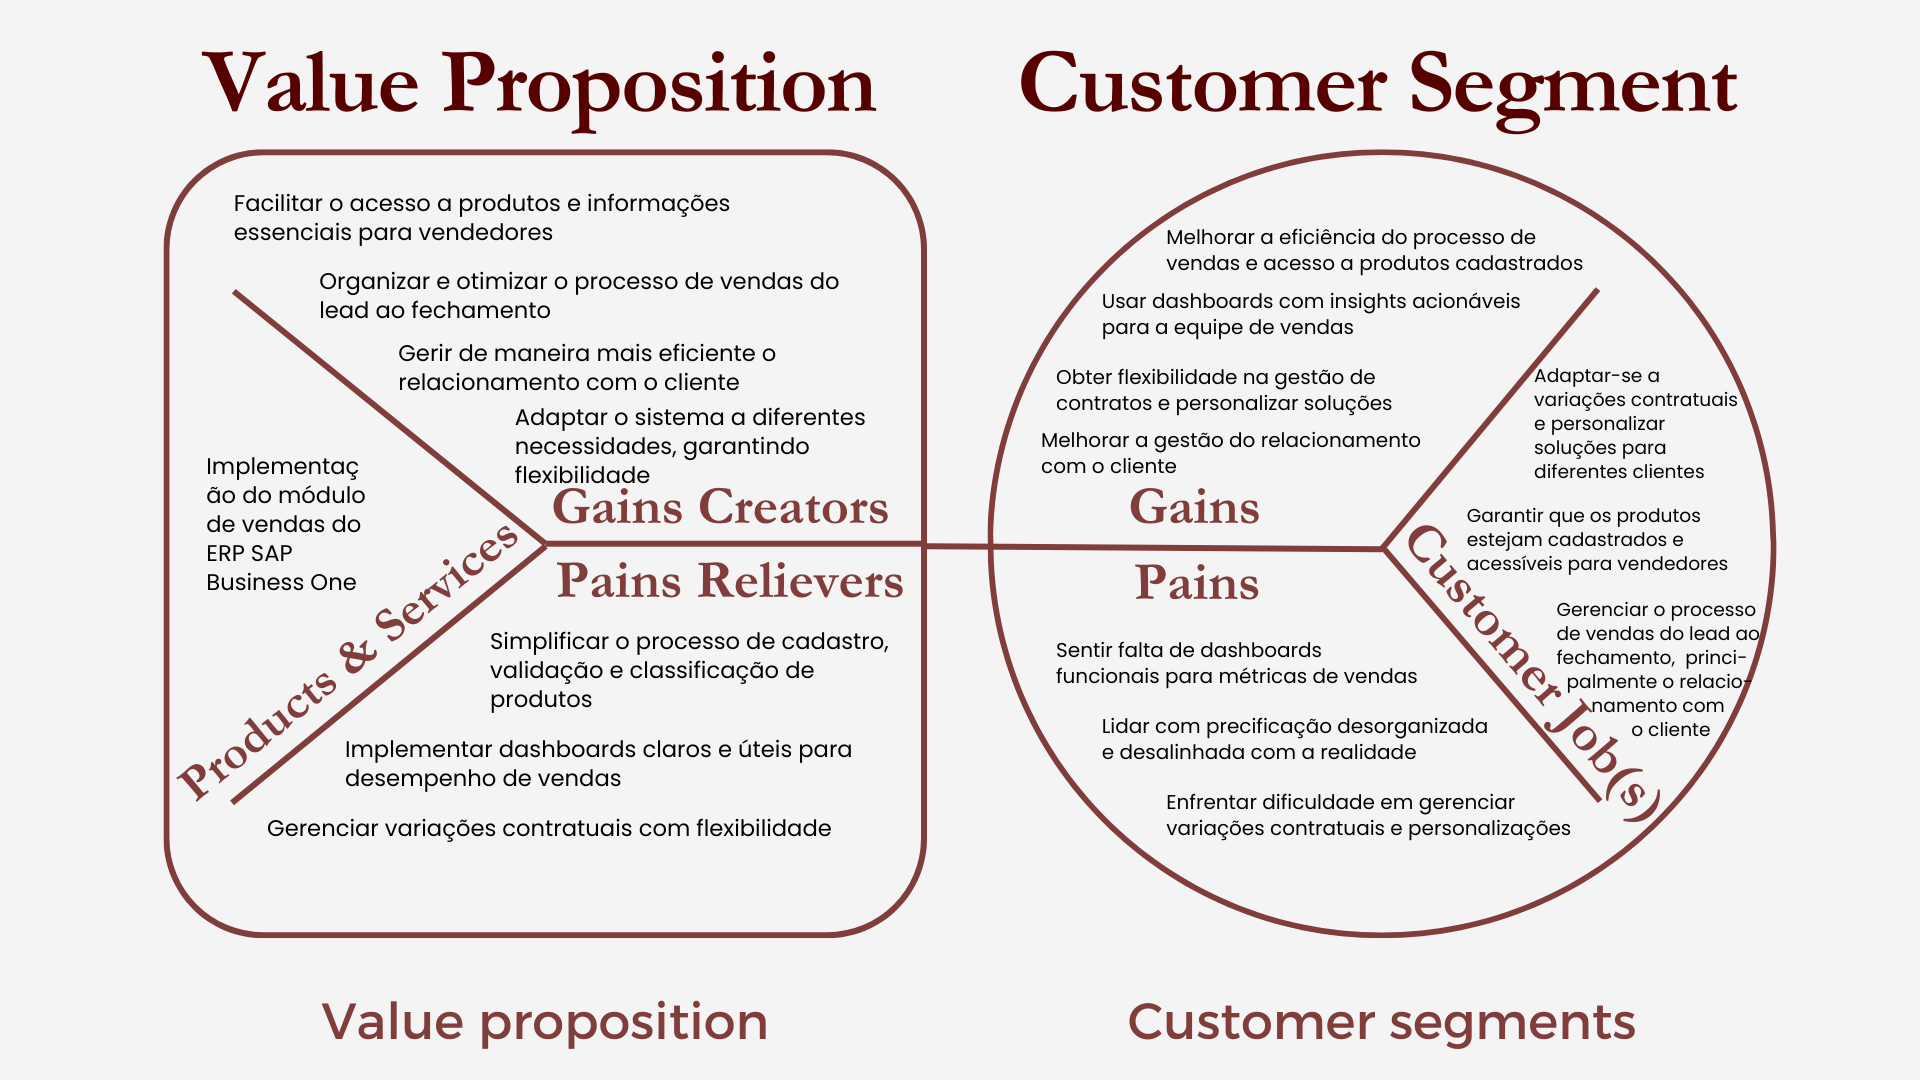 Value Proposition
Customer Segment
Facilitar o acesso a produtos e informações
essenciais para vendedores
Organizar e otimizar o processo de vendas do
lead ao fechamento
Gerir de maneira mais eficiente o
relacionamento com o cliente
Adaptar o sistema a diferentes
necessidades, garantindo
flexibilidade
Gains Creators
Implementaç
ão do módulo
de vendas do
ERP SAP
Business One
Products & Services
Pains Relievers
Simplificar o processo de cadastro,
validação e classificação de
produtos
Implementar dashboards claros e úteis para
desempenho de vendas
Gerenciar variações contratuais com flexibilidade
Melhorar a eficiência do processo de
vendas e acesso a produtos cadastrados
Usar dashboards com insights acionáveis
para a equipe de vendas
Obter flexibilidade na gestão de
contratos e personalizar soluções
Melhorar a gestão do relacionamento
com o cliente
Gains
Pains
Sentir falta de dashboards
funcionais para métricas de vendas
Lidar com precificação desorganizada
e desalinhada com a realidade
Enfrentar dificuldade em gerenciar
variações contratuais e personalizações
Adaptar-se a
variações contratuais
e personalizar
soluções para
diferentes clientes
Garantir que os produtos
estejam cadastrados e
acessíveis para vendedores
Gerenciar o processo
de vendas do lead ao
fechamento, princi-
palmente o relacio-
namento com
o cliente
Customer Job(s)
Value proposition
Customer segments